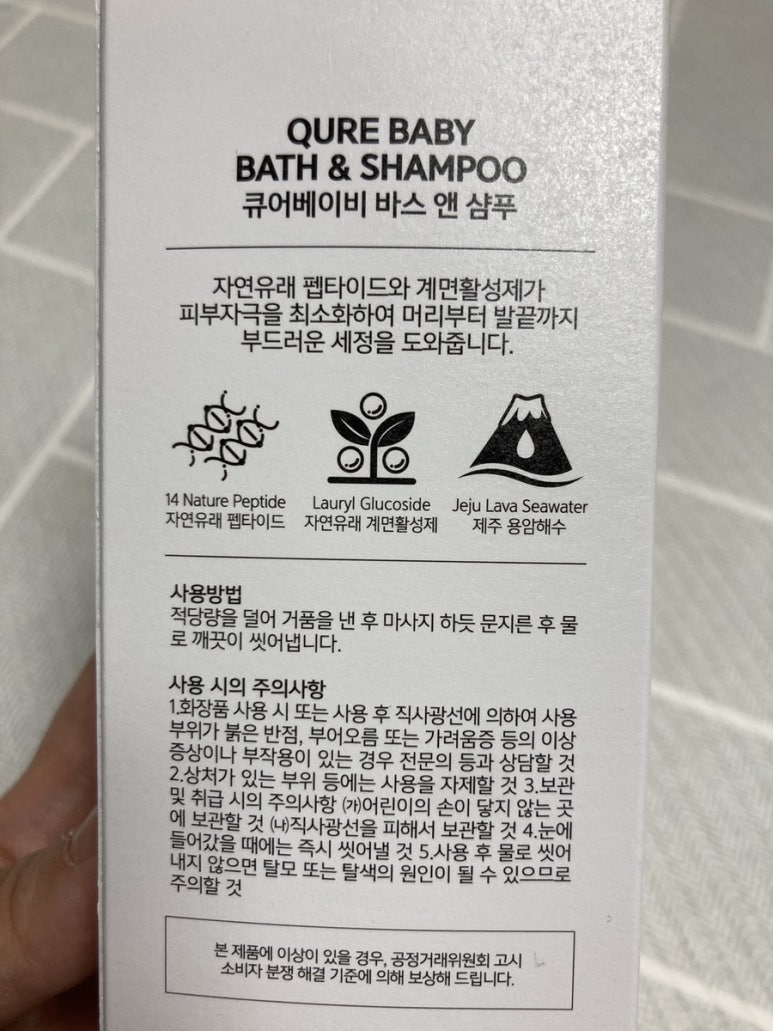 QURE BABY
BATH & SHAMPOO
큐어베이비 바스 앤 샴푸
자연유래 펩타이드와 계면활성제가
피부자극을 최소화하여 머리부터 발끝까지
부드러운 세정을 도와줍니다.
14 Nature Peptide
자연유래 펩타이드
Lauryl Glucoside
자연유래 계면활성제
Jeju Lava Seawater
제주 용암해수
사용방법
적당량을 덜어 거품을 낸 후 마사지 하듯 문지른 후 물
로 깨끗이 씻어냅니다.
사용 시의 주의사항
1.화장품 사용 시 또는 사용 후 직사광선에 의하여 사용
부위가 붉은 반점, 부어오름 또는 가려움증 등의 이상
증상이나 부작용이 있는 경우 전문의 등과 상담할 것
2.상처가 있는 부위 등에는 사용을 자제할 것 3.보관
및 취급 시의 주의사항 ㈎어린이의 손이 닿지 않는 곳
에 보관할 것 ㈏직사광선을 피해서 보관할 것 4.눈에
들어갔을 때에는 즉시 씻어낼 것 5.사용 후 물로 씻어
내지 않으면 탈모 또는 탈색의 원인이 될 수 있으므로
주의할 것
본 제품에 이상이 있을 경우, 공정거래위원회 고시
소비자 분쟁 해결 기준에 의해 보상해 드립니다.